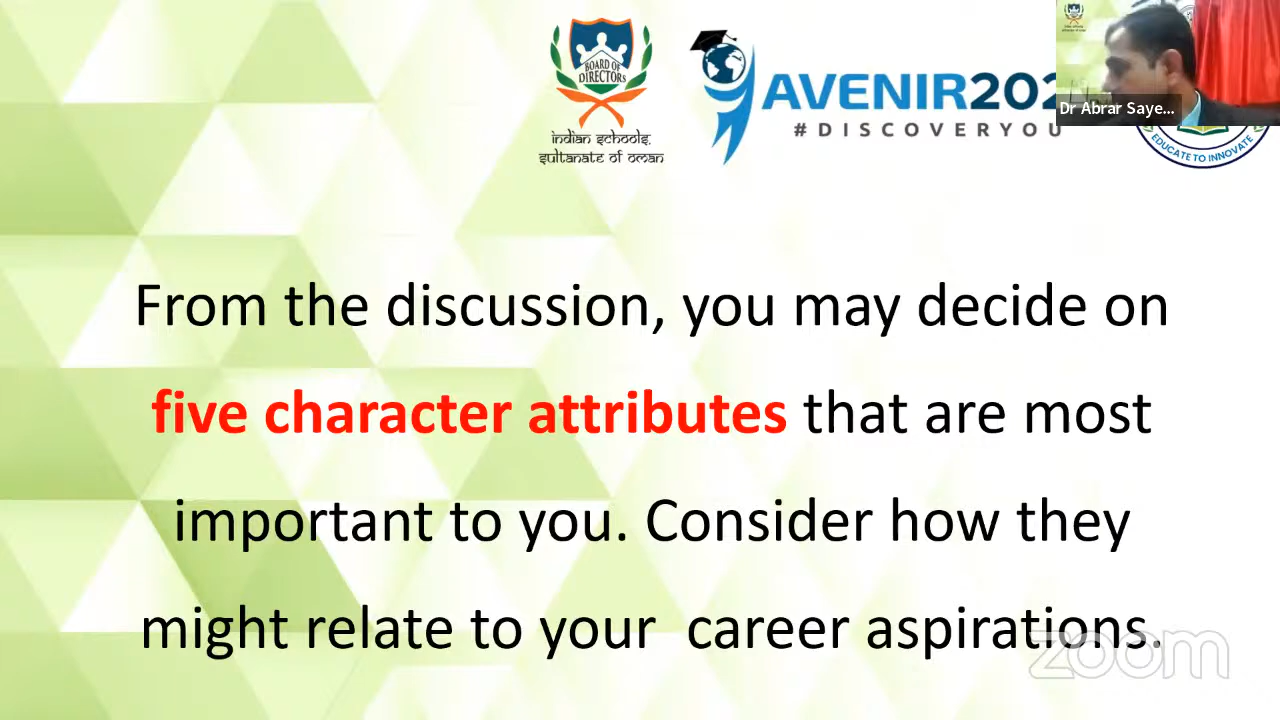 BOARD OF
DIRECTORS
indian schools,
sultanate of oman
AVENIR202
#DISCOVERYOU
Dr Abrar Saye...
EDUCATE TO INNOVATE
From the discussion, you may decide on
five character attributes that are most
important to you. Consider how they
might relate to your career aspirations.
zoom